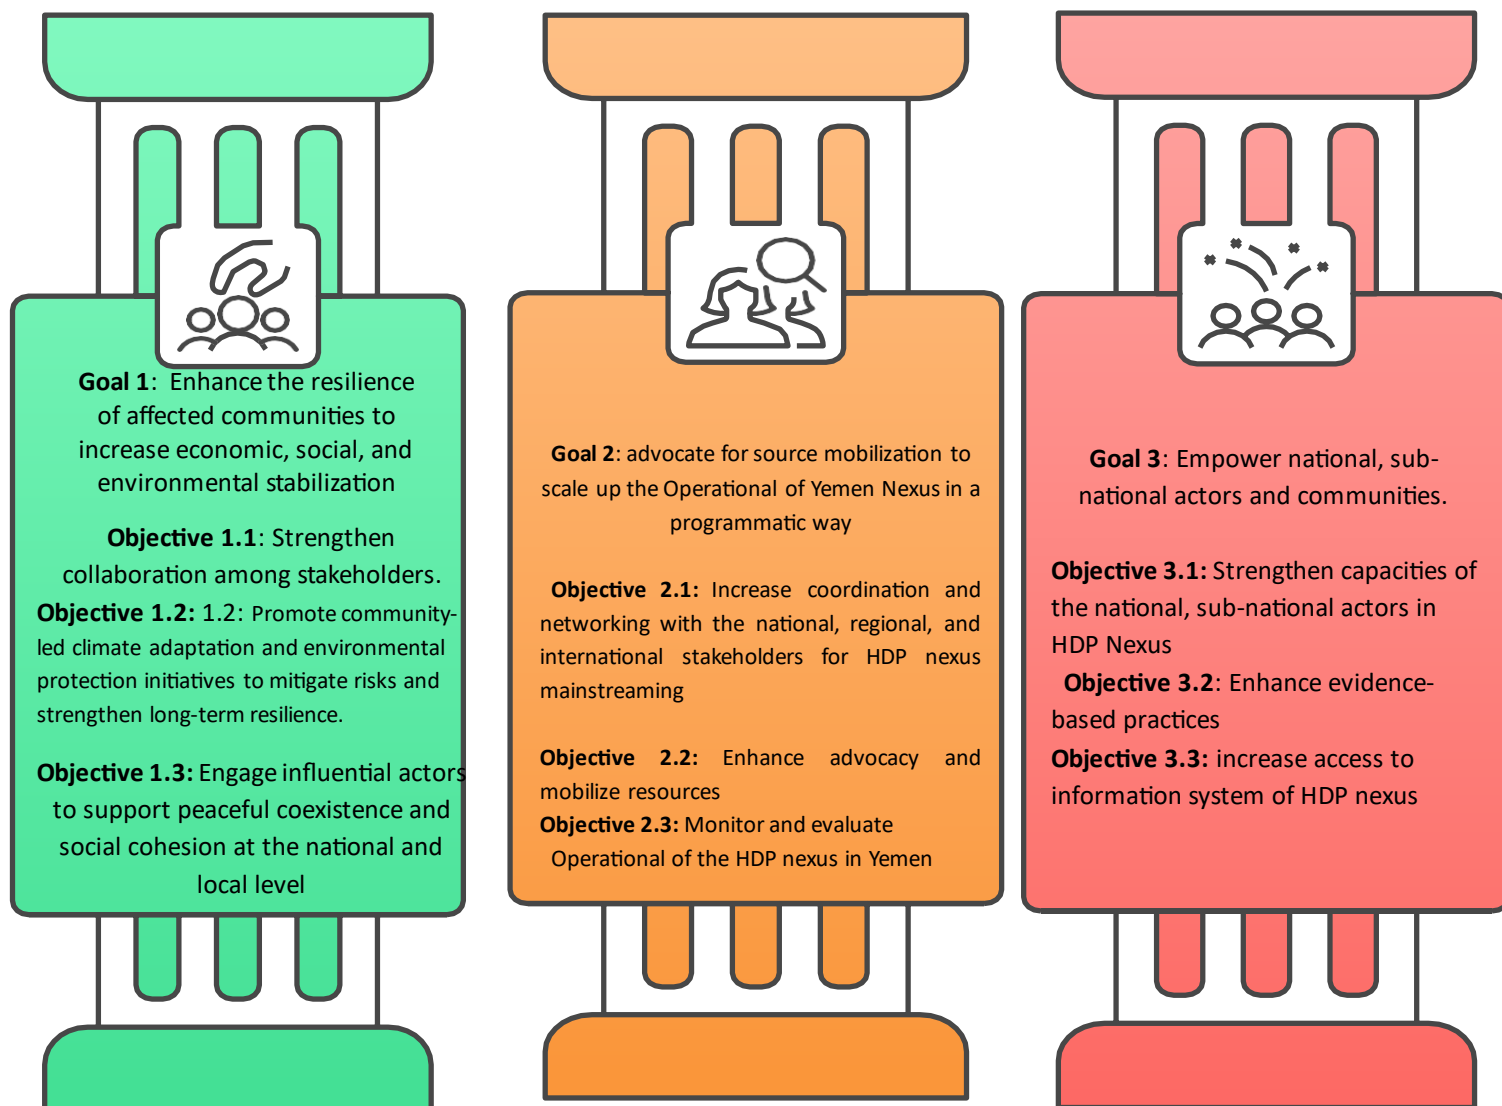 Goal 1: Enhance the resilience
of affected communities to
increase economic, social, and
environmental stabilization
Objective 1.1: Strengthen
collaboration among stakeholders.
Objective 1.2: 1.2: Promote community-
led climate adaptation and environmental
protection initiatives to mitigate risks and
strengthen long-term resilience.
Objective 1.3: Engage influential actors
to support peaceful coexistence and
social cohesion at the national and
local level
Goal 2: advocate for source mobilization to
scale up the Operational of Yemen Nexus in a
programmatic way
Objective 2.1: Increase coordination and
networking with the national, regional, and
international stakeholders for HDP nexus
mainstreaming
Objective 2.2: Enhance advocacy and
mobilize resources
Objective 2.3: Monitor and evaluate
Operational of the HDP nexus in Yemen
Goal 3: Empower national, sub-
national actors and communities.
Objective 3.1: Strengthen capacities of
the national, sub-national actors in
HDP Nexus
Objective 3.2: Enhance evidence-
based practices
Objective 3.3: increase access to
information system of HDP nexus